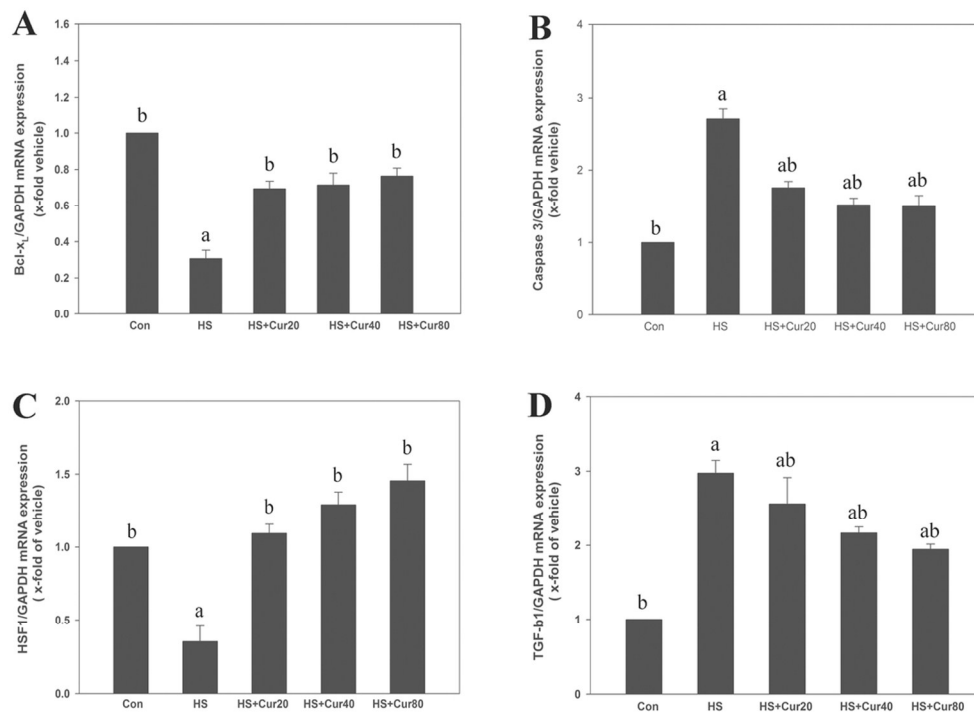 A
Bcl-xL/GAPDH mRNA expression
(x-fold vehicle)
1.6
1.4
1.2
1.0
0.8
0.6
0.4
0.2
0.0
b
a
b
b
b
Con HS HS+Cur20 HS+Cur40 HS+Cur80
B
Caspase 3/GAPDH mRNA expression
(x-fold vehicle)
4
3
2
1
0
b
a
ab
ab
ab
Con HS HS+Cur20 HS+Cur40 HS+Cur80
C
HSF1/GAPDH mRNA expression
( x-fold of vehicle)
2.0
1.5
1.0
0.5
0.0
b
a
b
b
b
Con HS HS+Cur20 HS+Cur40 HS+Cur80
D
TGF-b1/GAPDH mRNA expression
( x-fold of vehicle)
4
3
2
1
0
b
a
ab
ab
ab
Con HS HS+Cur20 HS+Cur40 HS+Cur80